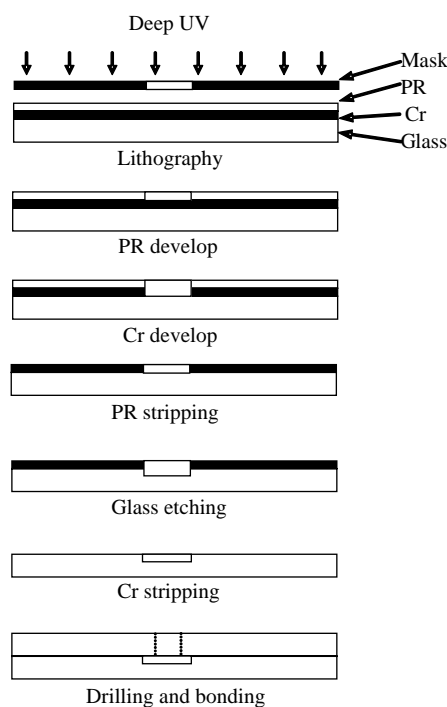 Deep UV
Mask
PR
Cr
Glass
Lithography
PR develop
Cr develop
PR stripping
Glass etching
Cr stripping
Drilling and bonding